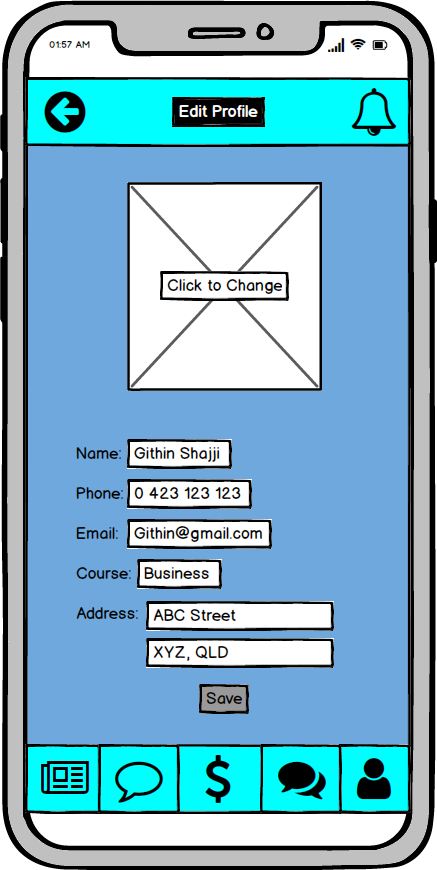 01:57 AM
Edit Profile
Click to Change
Name: Githin Shajji
Phone: 0 423 123 123
Email: Githin@gmail.com
Course: Business
Address: ABC Street
XYZ, QLD
Save